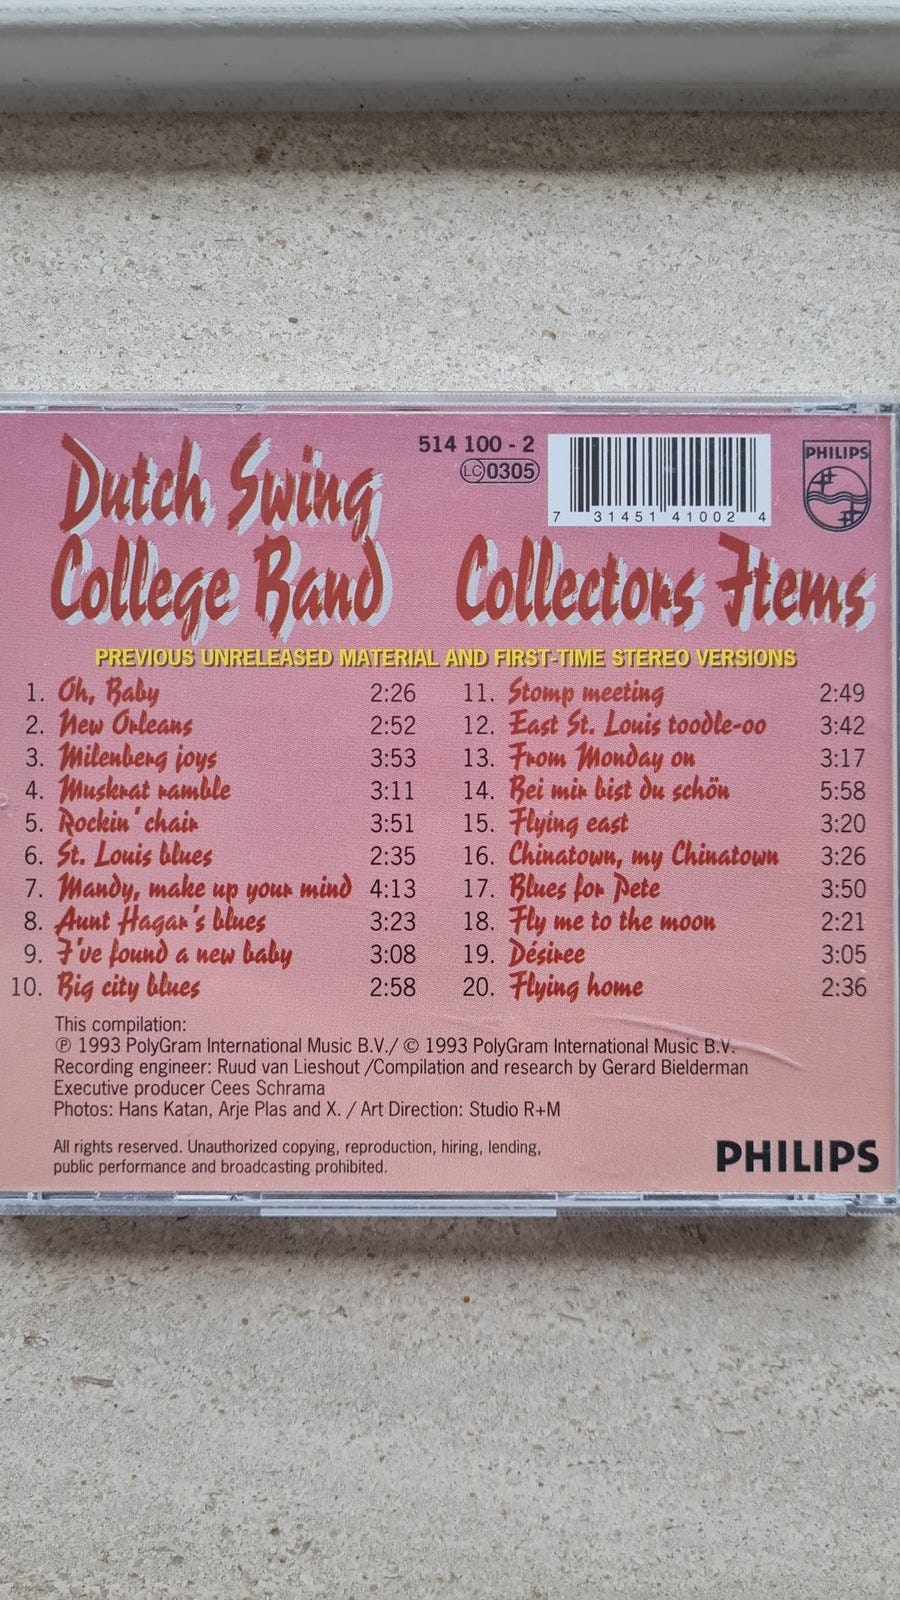 Dutch Swing
College Band
514 100 - 2
LC 0305
7 31451 41002 4
PHILIPS
Collectors Items
PREVIOUS UNRELEASED MATERIAL AND FIRST-TIME STEREO VERSIONS
1. Oh, Baby 2:26
2. New Orleans 2:52
3. Milenberg joys 3:53
4. Muskrat ramble 3:11
5. Rockin' chair 3:51
6. St. Louis blues 2:35
7. Mandy, make up your mind 4:13
8. Aunt Hagar's blues 3:23
9. I've found a new baby 3:08
10. Big city blues 2:58
11. Stomp meeting 2:49
12. East St. Louis toodle-oo 3:42
13. From Monday on 3:17
14. Bei mir bist du schön 5:58
15. Flying east 3:20
16. Chinatown, my Chinatown 3:26
17. Blues for Pete 3:50
18. Fly me to the moon 2:21
19. Désiree 3:05
20. Flying home 2:36
This compilation:
℗ 1993 PolyGram International Music B.V./ © 1993 PolyGram International Music B.V.
Recording engineer: Ruud van Lieshout /Compilation and research by Gerard Bielderman
Executive producer Cees Schrama
Photos: Hans Katan, Arje Plas and X. / Art Direction: Studio R+M
All rights reserved. Unauthorized copying, reproduction, hiring, lending,
public performance and broadcasting prohibited.
PHILIPS